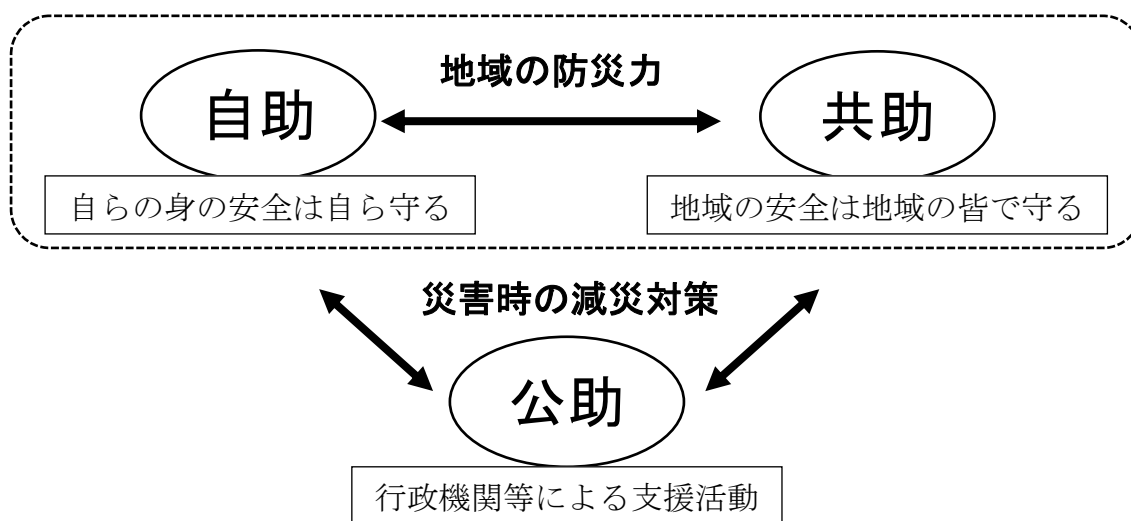 地域の防災力
自助
共助
自らの身の安全は自ら守る
地域の安全は地域の皆で守る
災害時の減災対策
公助
行政機関等による支援活動